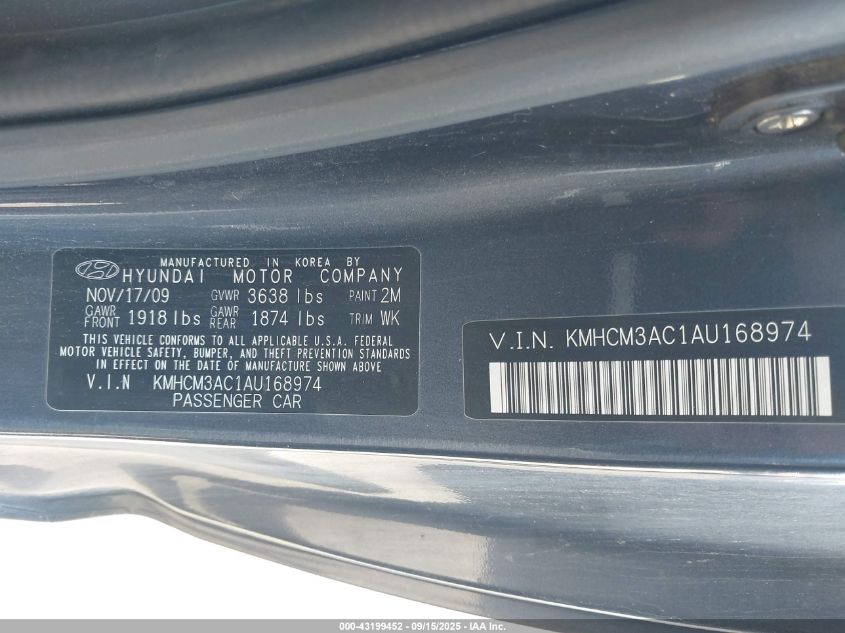 MANUFACTURED IN KOREA BY
HYUNDAI MOTOR COMPANY
NOV/17/09 GVWR 3638 lbs PAINT 2M
GAWR FRONT 1918 lbs GAWR REAR 1874 lbs TRIM WK
THIS VEHICLE CONFORMS TO ALL APPLICABLE U.S.A. FEDERAL
MOTOR VEHICLE SAFETY, BUMPER, AND THEFT PREVENTION STANDARDS
IN EFFECT ON THE DATE OF MANUFACTURE SHOWN ABOVE
V.I.N KMHCM3AC1AU168974
PASSENGER CAR
V.I.N. KMHCM3AC1AU168974
000-43199452 - 09/15/2025 - IAA Inc.